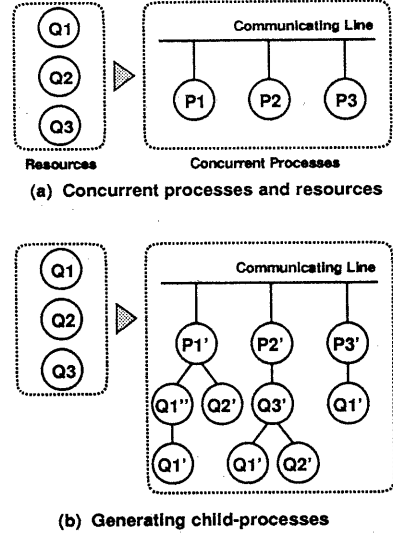 Q1
Q2
Q3
Communicating Line
P1 P2 P3
Resources Concurrent Processes
(a) Concurrent processes and resources
Q1
Q2
Q3
Communicating Line
P1' P2' P3'
Q1'' Q2' Q3' Q1'
Q1' Q1' Q2'
(b) Generating child-processes